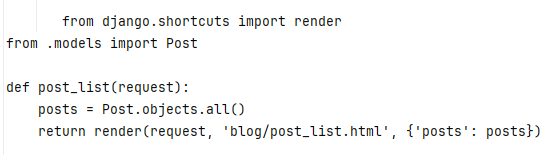 from django.shortcuts import render
from .models import Post

def post_list(request):
    posts = Post.objects.all()
    return render(request, 'blog/post_list.html', {'posts': posts})